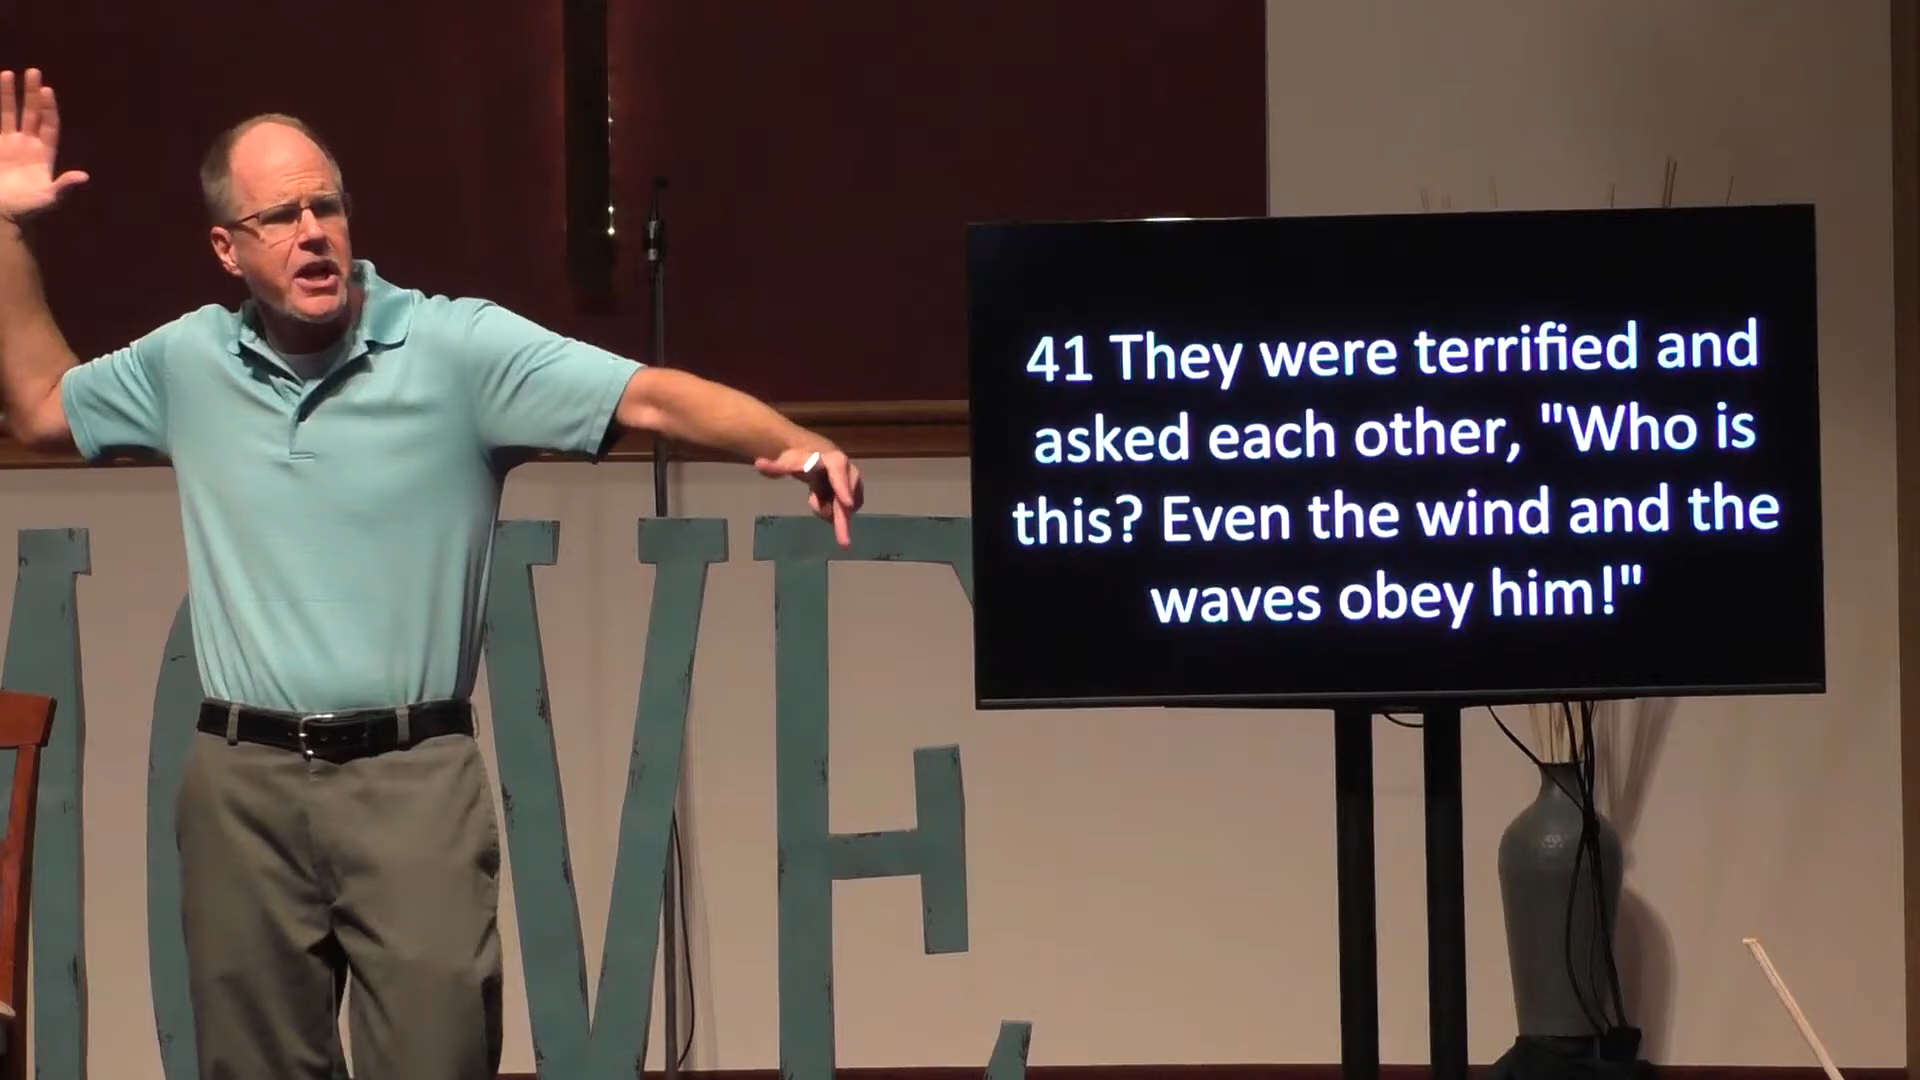 41 They were terrified and
asked each other, "Who is
this? Even the wind and the
waves obey him!"
MOVE